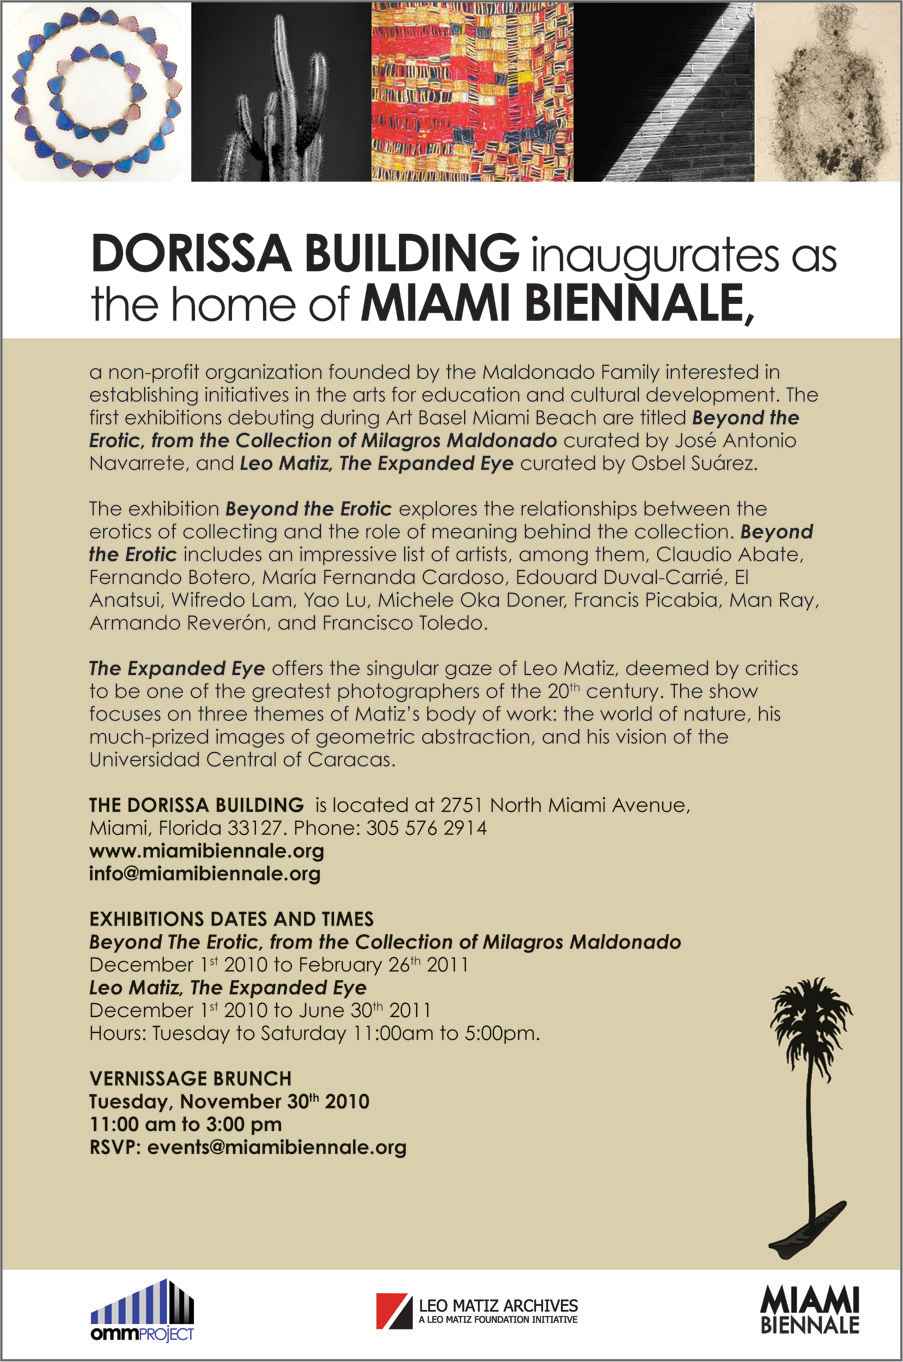 DORISSA BUILDING inaugurates as
the home of MIAMI BIENNALE,
a non-profit organization founded by the Maldonado Family interested in
establishing initiatives in the arts for education and cultural development. The
first exhibitions debuting during Art Basel Miami Beach are titled Beyond the
Erotic, from the Collection of Milagros Maldonado curated by José Antonio
Navarrete, and Leo Matiz, The Expanded Eye curated by Osbel Suárez.
The exhibition Beyond the Erotic explores the relationships between the
erotics of collecting and the role of meaning behind the collection. Beyond
the Erotic includes an impressive list of artists, among them, Claudio Abate,
Fernando Botero, María Fernanda Cardoso, Edouard Duval-Carrié, El
Anatsui, Wifredo Lam, Yao Lu, Michele Oka Doner, Francis Picabia, Man Ray,
Armando Reverón, and Francisco Toledo.
The Expanded Eye offers the singular gaze of Leo Matiz, deemed by critics
to be one of the greatest photographers of the 20th century. The show
focuses on three themes of Matiz's body of work: the world of nature, his
much-prized images of geometric abstraction, and his vision of the
Universidad Central of Caracas.
THE DORISSA BUILDING is located at 2751 North Miami Avenue,
Miami, Florida 33127. Phone: 305 576 2914
www.miamibiennale.org
info@miamibiennale.org
EXHIBITIONS DATES AND TIMES
Beyond The Erotic, from the Collection of Milagros Maldonado
December 1st 2010 to February 26th 2011
Leo Matiz, The Expanded Eye
December 1st 2010 to June 30th 2011
Hours: Tuesday to Saturday 11:00am to 5:00pm.
VERNISSAGE BRUNCH
Tuesday, November 30th 2010
11:00 am to 3:00 pm
RSVP: events@miamibiennale.org
ommPROJECT
LEO MATIZ ARCHIVES
A LEO MATIZ FOUNDATION INITIATIVE
MIAMI
BIENNALE